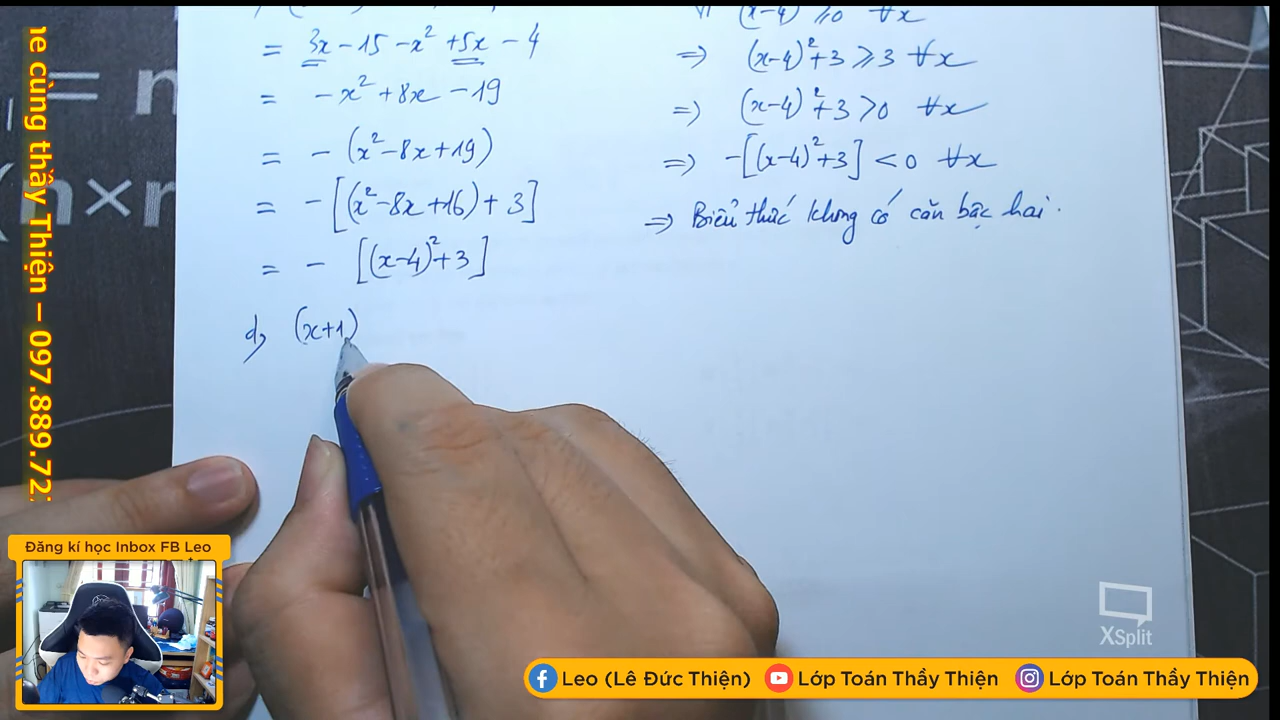 = 3x - 15 - x² + 5x - 4
= - x² + 8x - 19
= - (x² - 8x + 19)
= - [(x² - 8x + 16) + 3]
= - [(x-4)² + 3]
d, (x+1)
(x-4)² ≥ 0 ∀x
=> (x-4)² + 3 ≥ 3 ∀x
=> (x-4)² + 3 > 0 ∀x
=> -[(x-4)² + 3] < 0 ∀x
=> Biểu thức không có căn bậc hai.
cùng thầy Thiện – 097.889.72
Đăng kí học Inbox FB Leo
XSplit
Leo (Lê Đức Thiện) Lớp Toán Thầy Thiện Lớp Toán Thầy Thiện